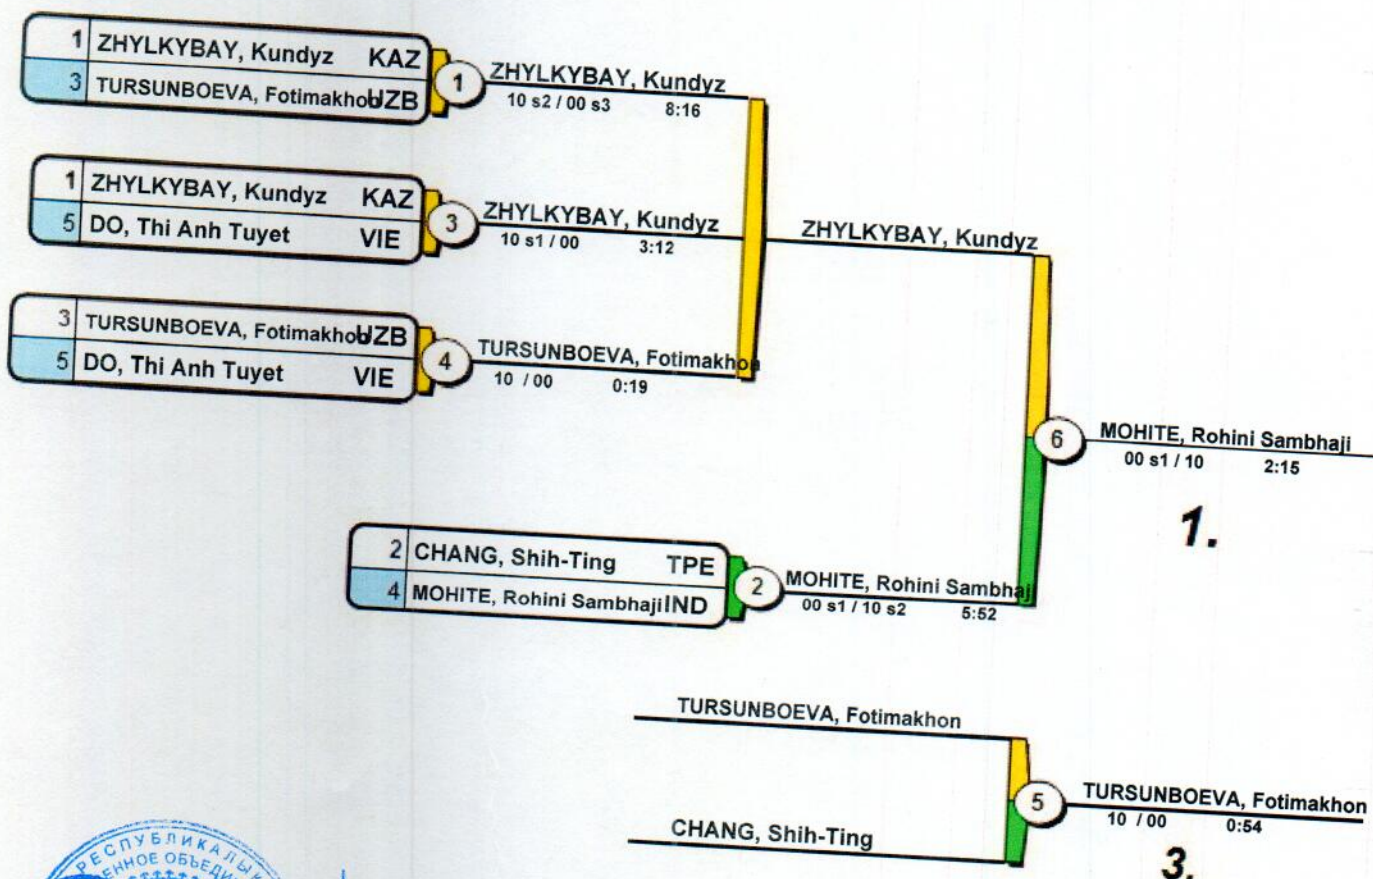 1 ZHYLKYBAY, Kundyz KAZ
3 TURSUNBOEVA, Fotimakhon UZB
1 ZHYLKYBAY, Kundyz
10 s2 / 00 s3 8:16
1 ZHYLKYBAY, Kundyz KAZ
5 DO, Thi Anh Tuyet VIE
3 ZHYLKYBAY, Kundyz
10 s1 / 00 3:12
ZHYLKYBAY, Kundyz
3 TURSUNBOEVA, Fotimakhon UZB
5 DO, Thi Anh Tuyet VIE
4 TURSUNBOEVA, Fotimakhon
10 / 00 0:19
6 MOHITE, Rohini Sambhaji
00 s1 / 10 2:15
1.
2 CHANG, Shih-Ting TPE
4 MOHITE, Rohini Sambhaji IND
2 MOHITE, Rohini Sambhaji
00 s1 / 10 s2 5:52
TURSUNBOEVA, Fotimakhon
CHANG, Shih-Ting
5 TURSUNBOEVA, Fotimakhon
10 / 00 0:54
3.